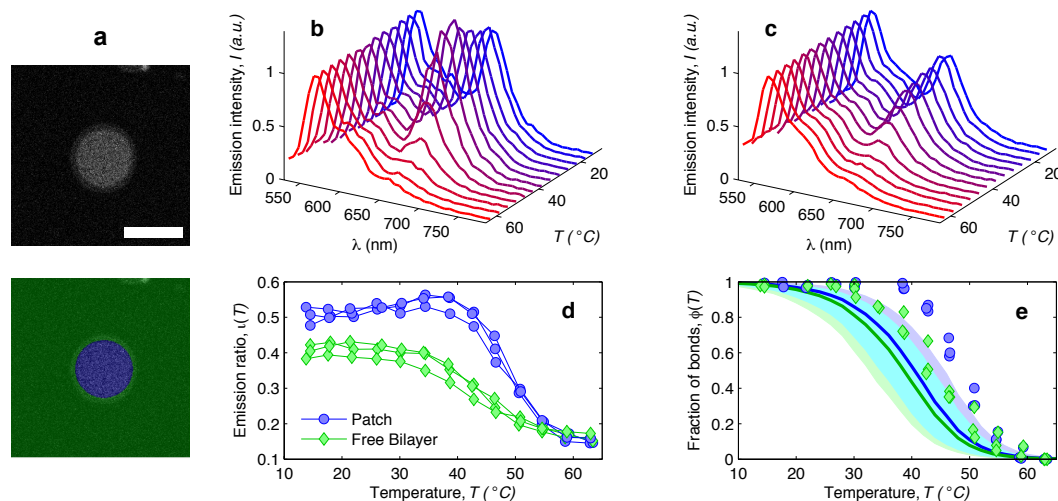 a
b
Emission intensity, I (a.u.)
1
0.5
0
550
600
650
700
750
λ (nm)
20
40
60
T (°C)
c
Emission intensity, I (a.u.)
1
0.5
0
550
600
650
700
750
λ (nm)
20
40
60
T (°C)
d
Emission ratio, ι(T)
0.6
0.5
0.4
0.3
0.2
0.1
Patch
Free Bilayer
10 20 30 40 50 60
Temperature, T (°C)
e
Fraction of bonds, ϕ(T)
1
0.8
0.6
0.4
0.2
0
10 20 30 40 50 60
Temperature, T (°C)